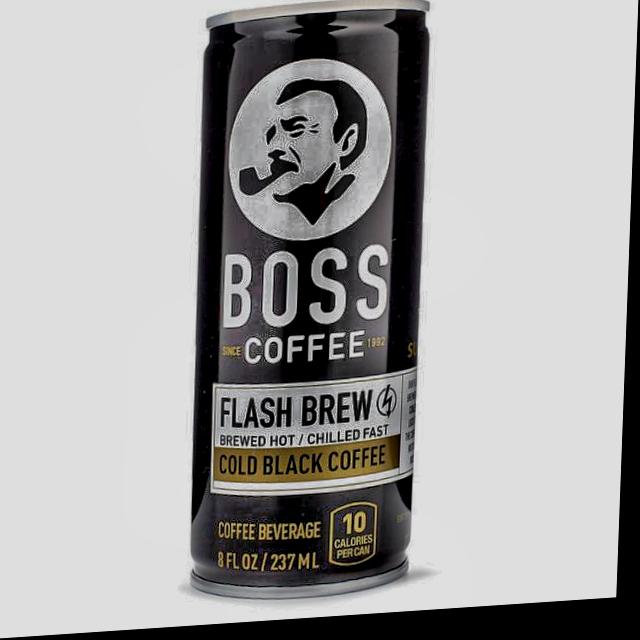 BOSS
SINCE COFFEE 1992
FLASH BREW
BREWED HOT / CHILLED FAST
COLD BLACK COFFEE
COFFEE BEVERAGE
8 FL OZ / 237 ML
10
CALORIES
PER CAN